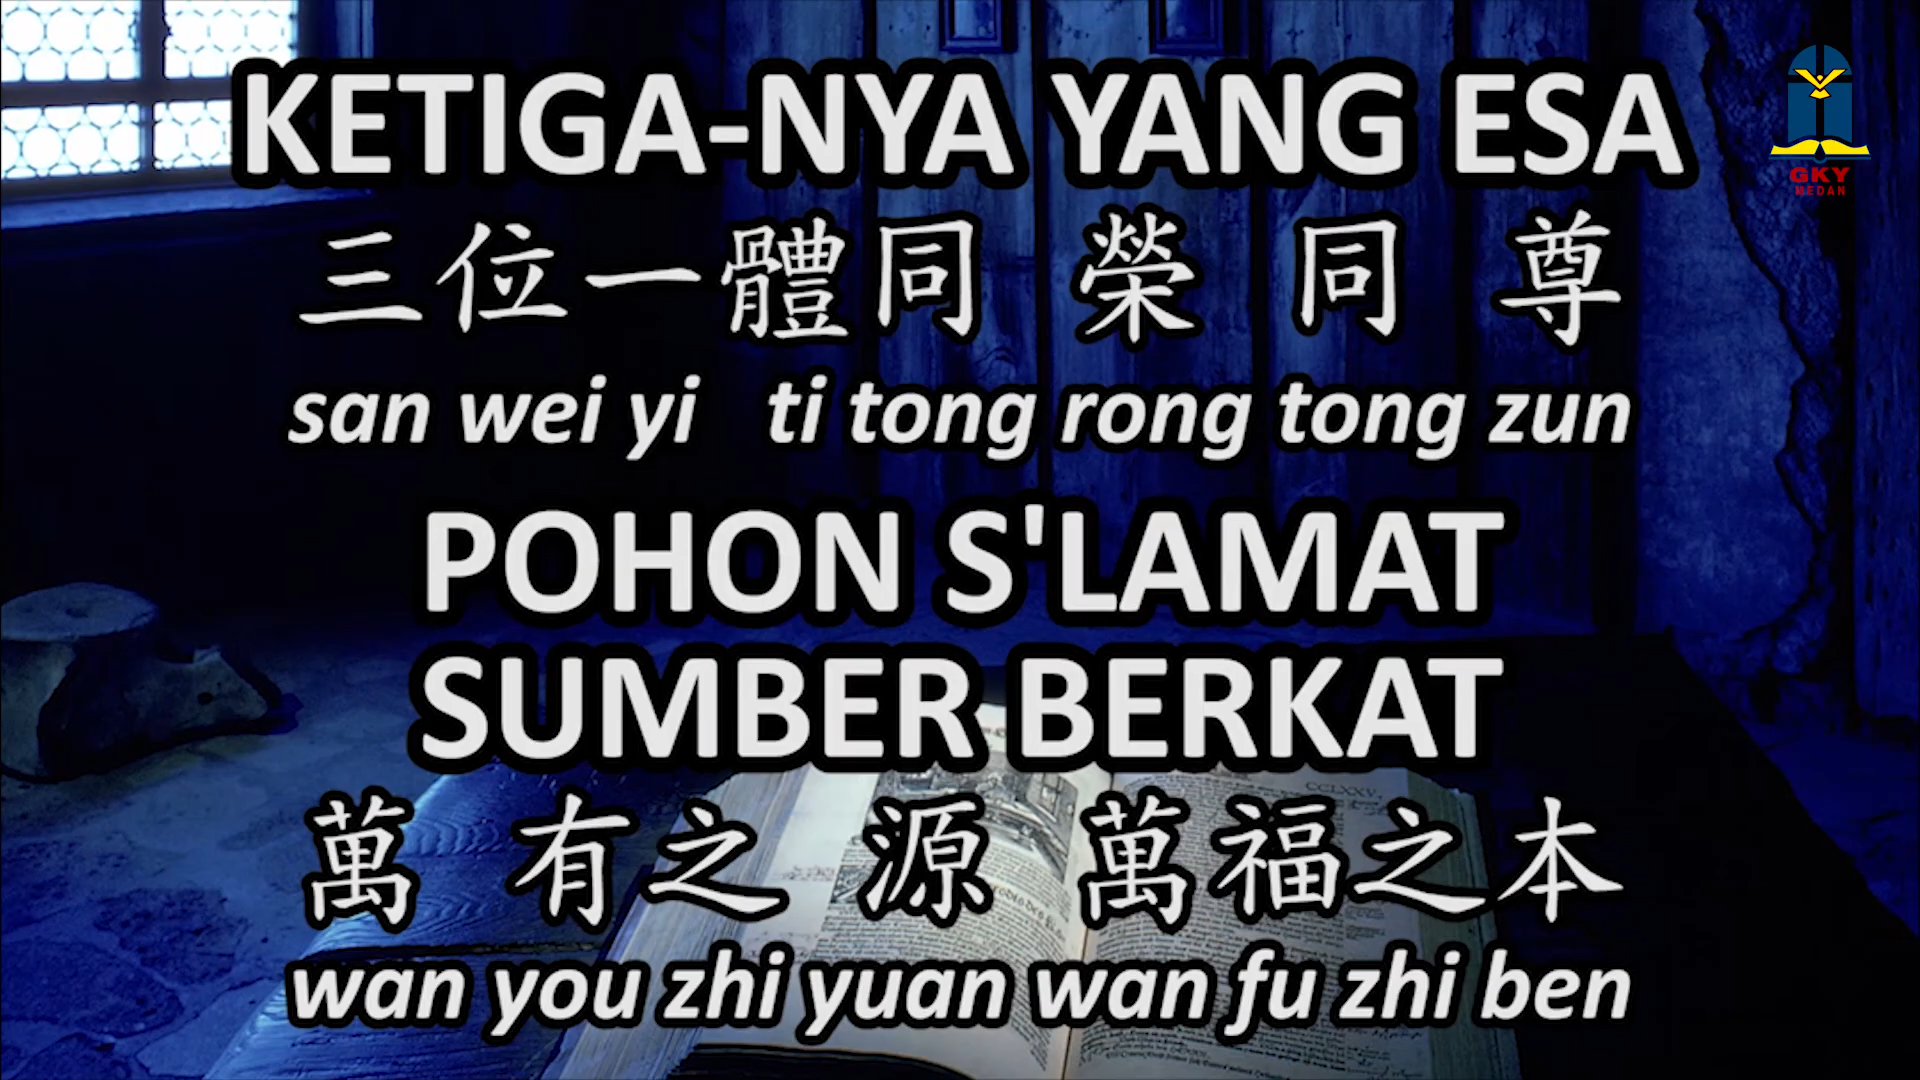 KETIGA-NYA YANG ESA
三位一體同 榮 同 尊
san wei yi ti tong rong tong zun
POHON S'LAMAT
SUMBER BERKAT
萬 有之 源 萬福之本
wan you zhi yuan wan fu zhi ben
GKY
MEDAN
CCLXXV.